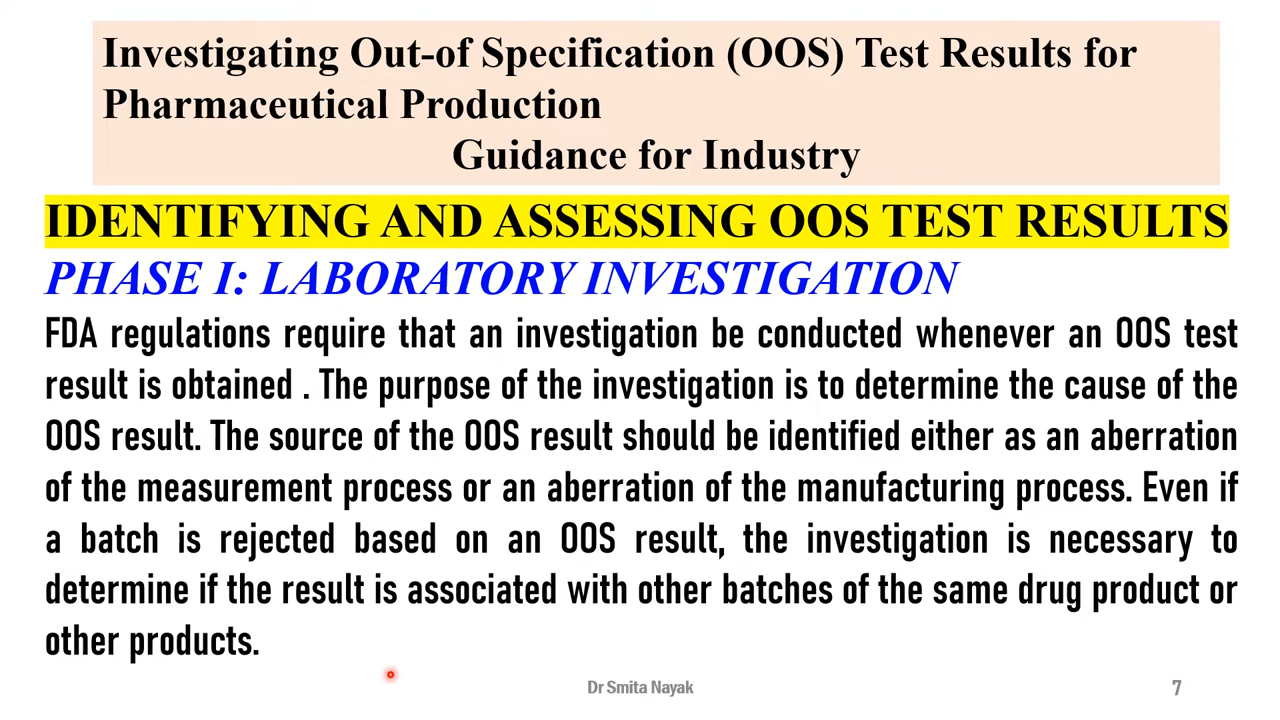 Investigating Out-of Specification (OOS) Test Results for
Pharmaceutical Production
Guidance for Industry
IDENTIFYING AND ASSESSING OOS TEST RESULTS
PHASE I: LABORATORY INVESTIGATION
FDA regulations require that an investigation be conducted whenever an OOS test
result is obtained . The purpose of the investigation is to determine the cause of the
OOS result. The source of the OOS result should be identified either as an aberration
of the measurement process or an aberration of the manufacturing process. Even if
a batch is rejected based on an OOS result, the investigation is necessary to
determine if the result is associated with other batches of the same drug product or
other products.
Dr Smita Nayak
7